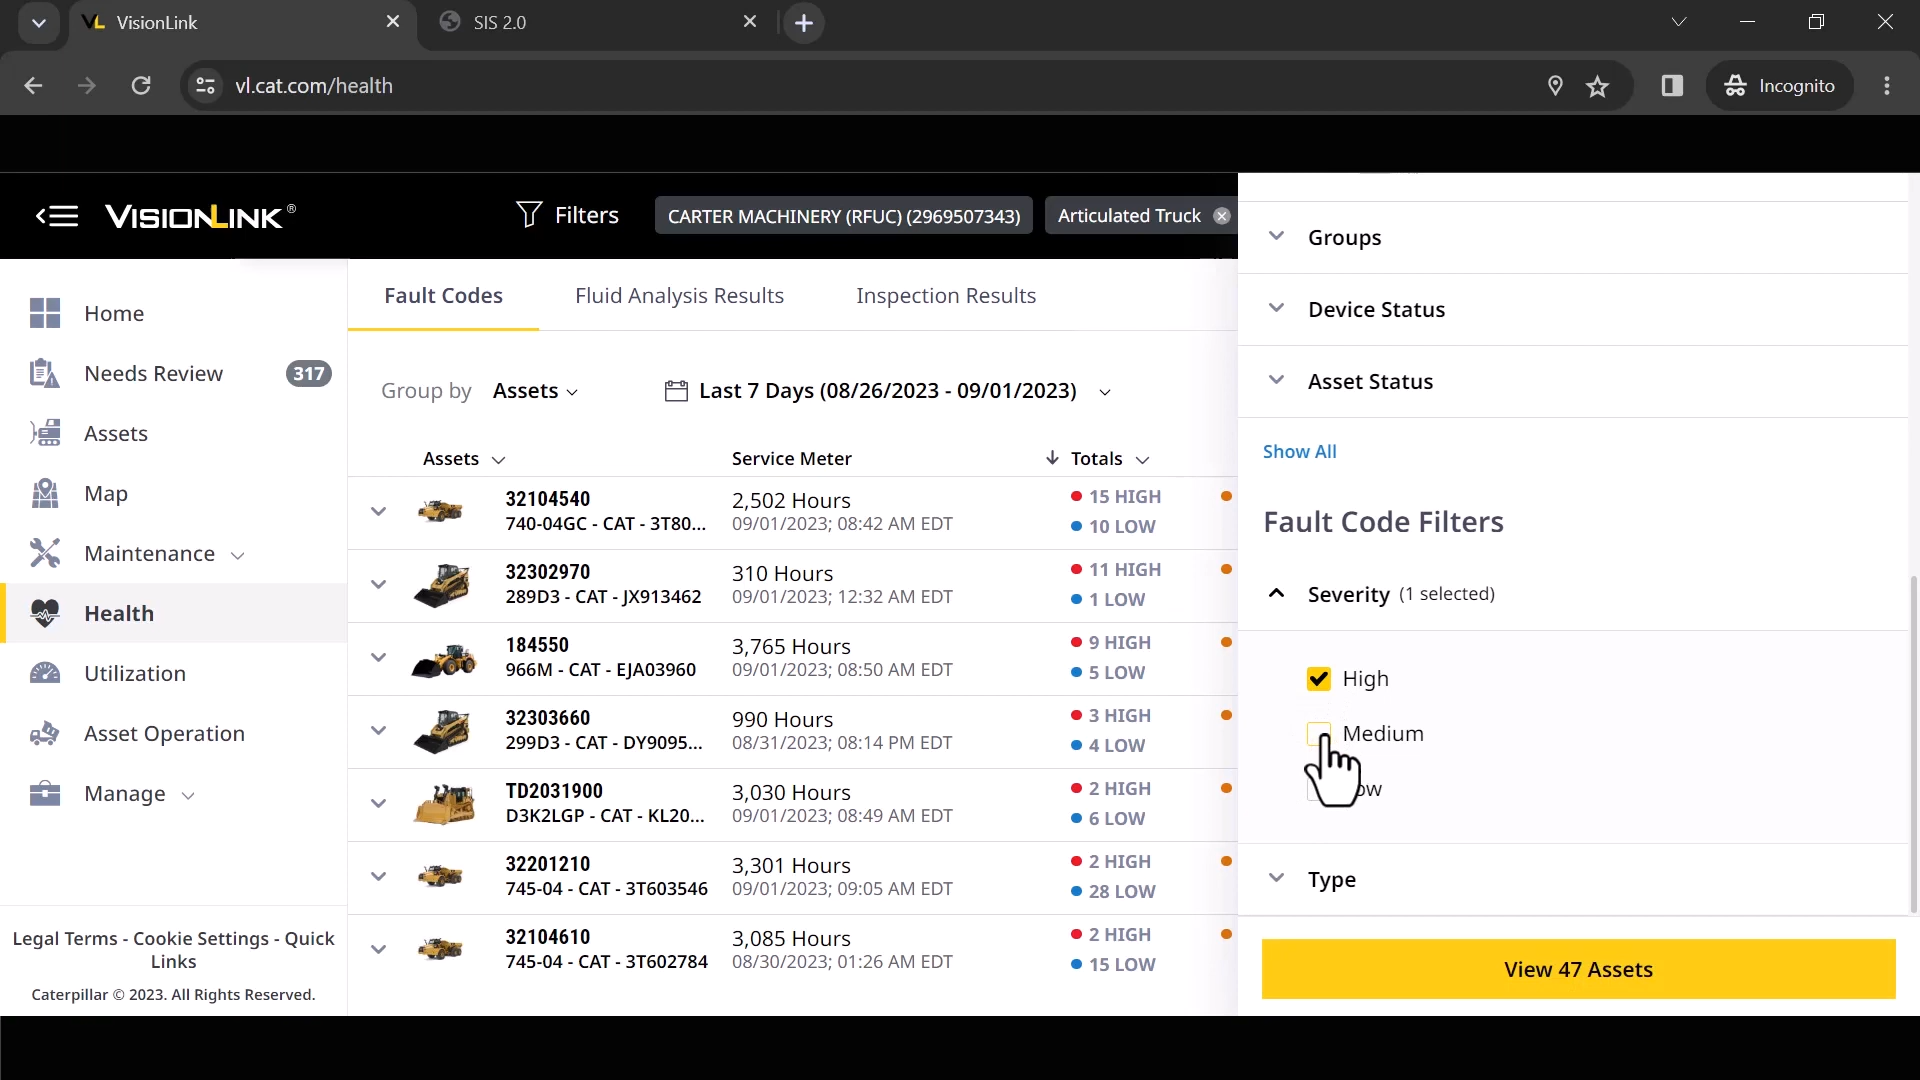 VisionLink
SIS 2.0
vl.cat.com/health
Incognito
VISIONLINK®
Filters
CARTER MACHINERY (RFUC) (2969507343)
Articulated Truck
Home
Needs Review 317
Assets
Map
Maintenance
Health
Utilization
Asset Operation
Manage
Legal Terms - Cookie Settings - Quick
Links
Caterpillar © 2023. All Rights Reserved.
Fault Codes Fluid Analysis Results Inspection Results
Group by Assets Last 7 Days (08/26/2023 - 09/01/2023)
Assets Service Meter Totals
32104540 2,502 Hours 15 HIGH
740-04GC - CAT - 3T80... 09/01/2023; 08:42 AM EDT 10 LOW
32302970 310 Hours 11 HIGH
289D3 - CAT - JX913462 09/01/2023; 12:32 AM EDT 1 LOW
184550 3,765 Hours 9 HIGH
966M - CAT - EJA03960 09/01/2023; 08:50 AM EDT 5 LOW
32303660 990 Hours 3 HIGH
299D3 - CAT - DY9095... 08/31/2023; 08:14 PM EDT 4 LOW
TD2031900 3,030 Hours 2 HIGH
D3K2LGP - CAT - KL20... 09/01/2023; 08:49 AM EDT 6 LOW
32201210 3,301 Hours 2 HIGH
745-04 - CAT - 3T603546 09/01/2023; 09:05 AM EDT 28 LOW
32104610 3,085 Hours 2 HIGH
745-04 - CAT - 3T602784 08/30/2023; 01:26 AM EDT 15 LOW
Groups
Device Status
Asset Status
Show All
Fault Code Filters
Severity (1 selected)
High
Medium
Type
View 47 Assets